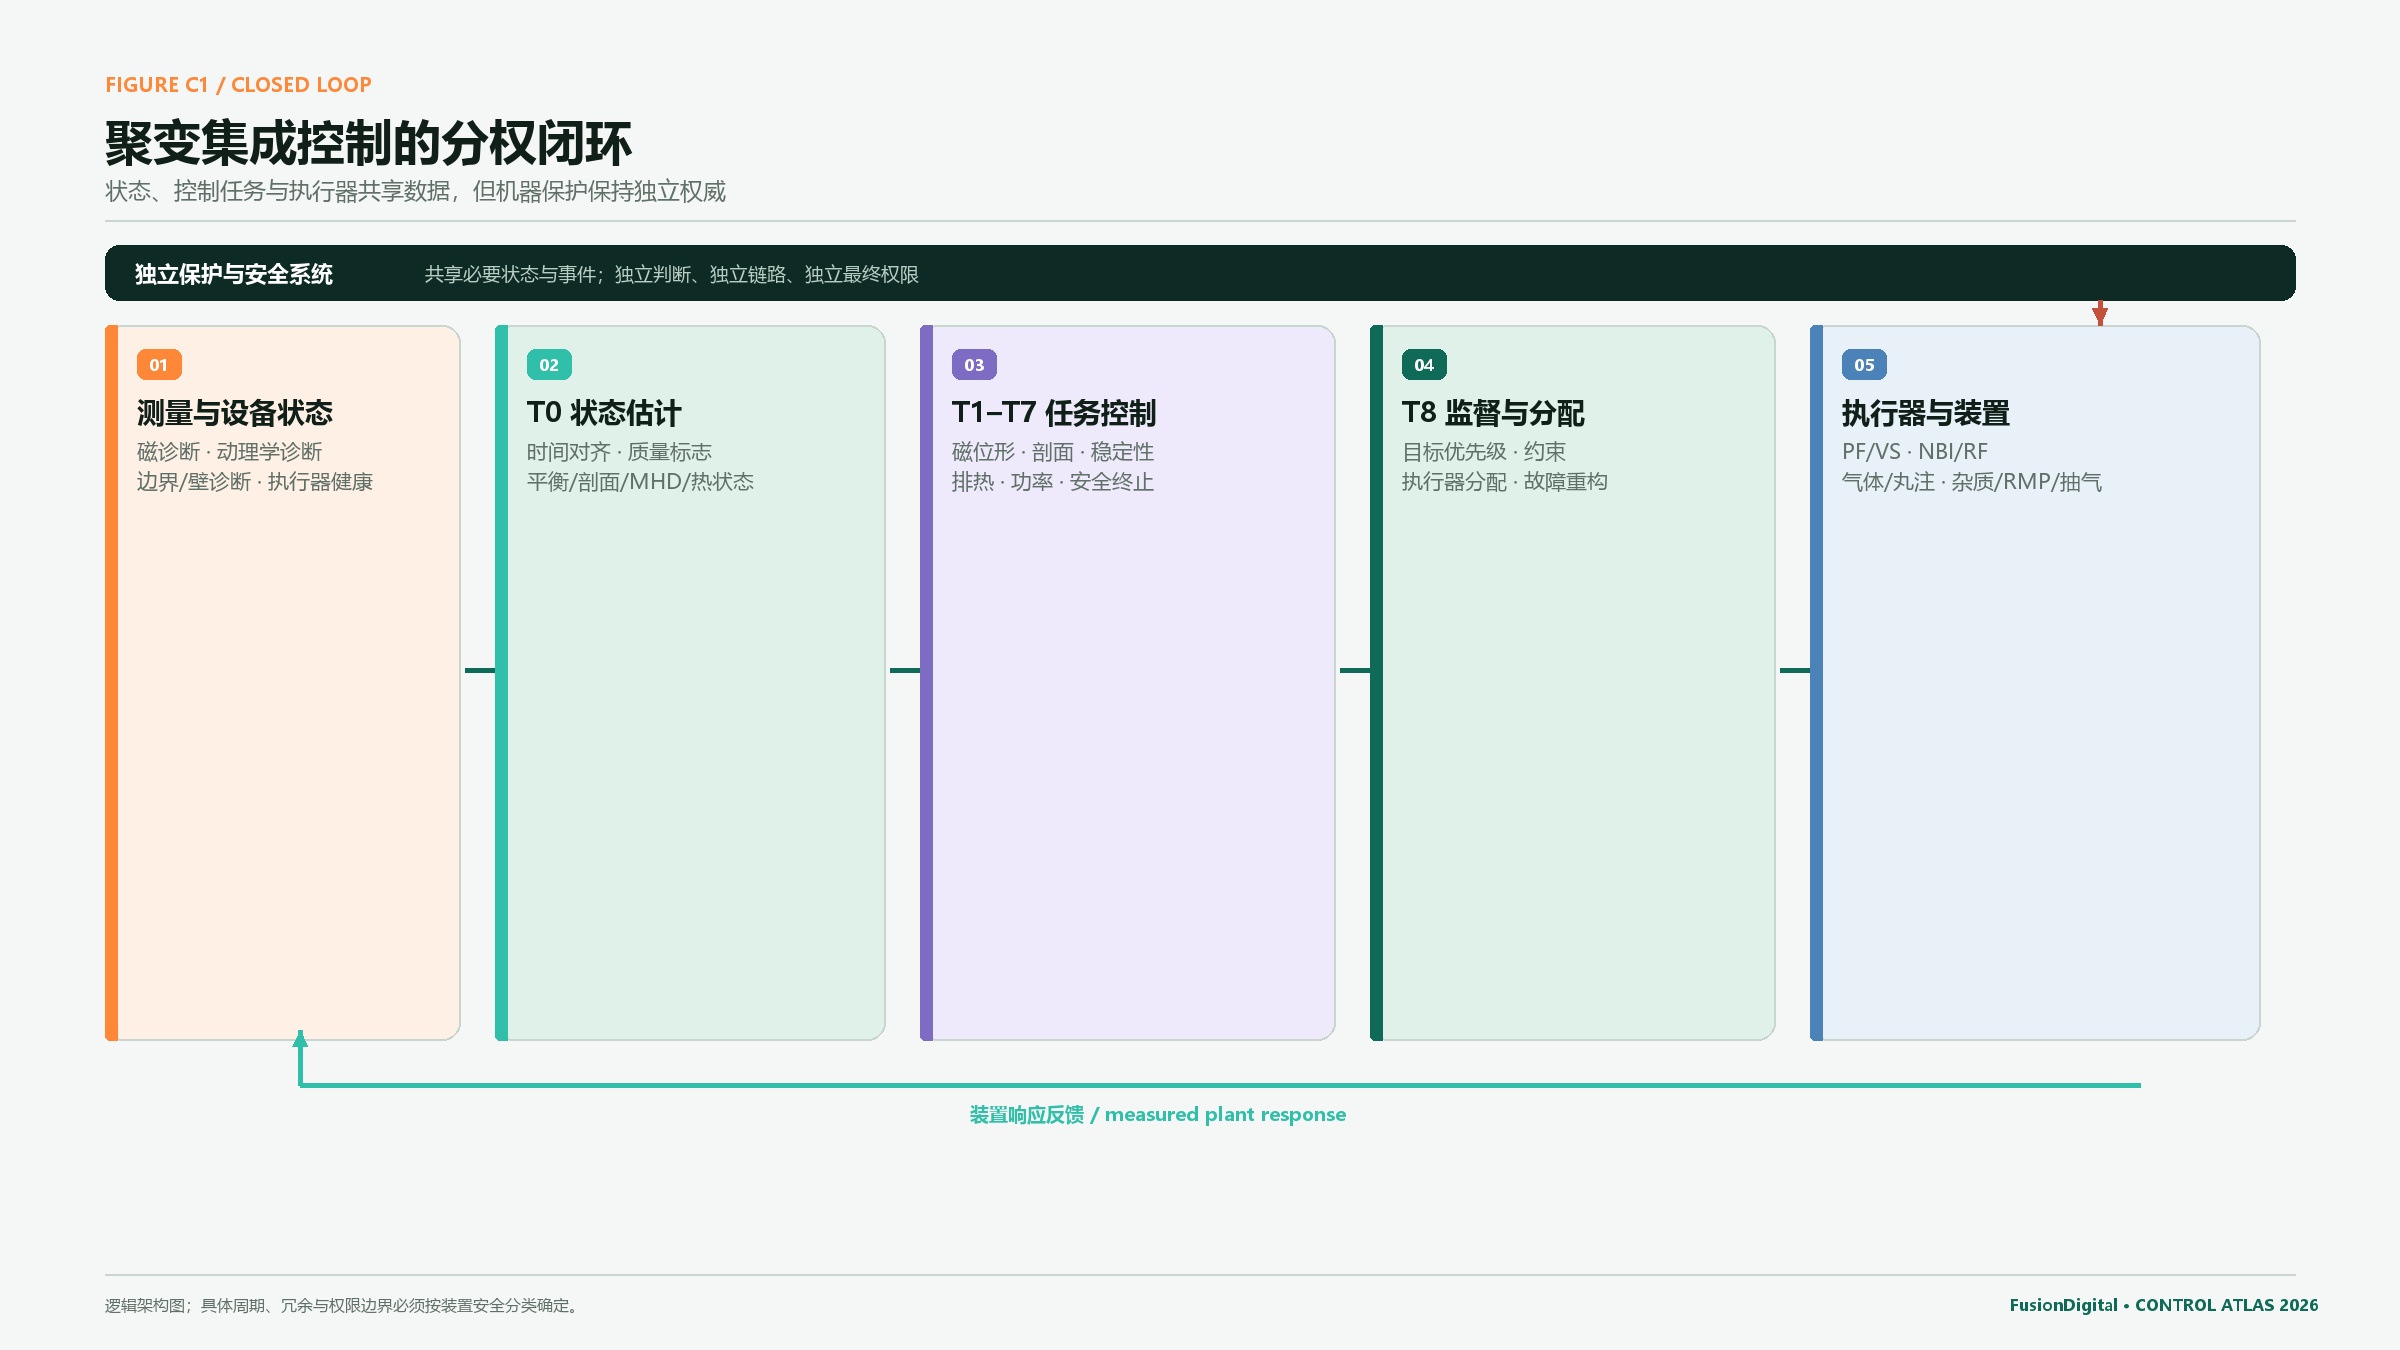 FIGURE C1 / CLOSED LOOP
聚变集成控制的分权闭环
状态、控制任务与执行器共享数据，但机器保护保持独立权威
独立保护与安全系统
共享必要状态与事件；独立判断、独立链路、独立最终权限
01
测量与设备状态
磁诊断 · 动理学诊断
边界/壁诊断 · 执行器健康
02
T0 状态估计
时间对齐 · 质量标志
平衡/剖面/MHD/热状态
03
T1–T7 任务控制
磁位形 · 剖面 · 稳定性
排热 · 功率 · 安全终止
04
T8 监督与分配
目标优先级 · 约束
执行器分配 · 故障重构
05
执行器与装置
PF/VS · NBI/RF
气体/丸注 · 杂质/RMP/抽气
装置响应反馈 / measured plant response
逻辑架构图；具体周期、冗余与权限边界必须按装置安全分类确定。
FusionDigital • CONTROL ATLAS 2026